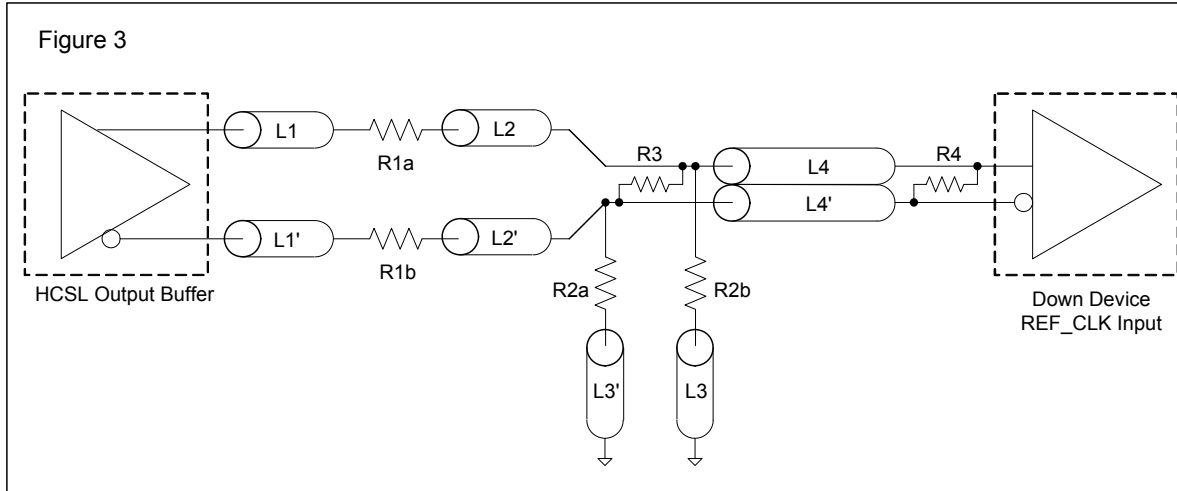 Figure 3
L1
R1a
L2
R3
L4
R4
L4'
L1'
R1b
L2'
R2a
R2b
L3'
L3
HCSL Output Buffer
Down Device
REF_CLK Input